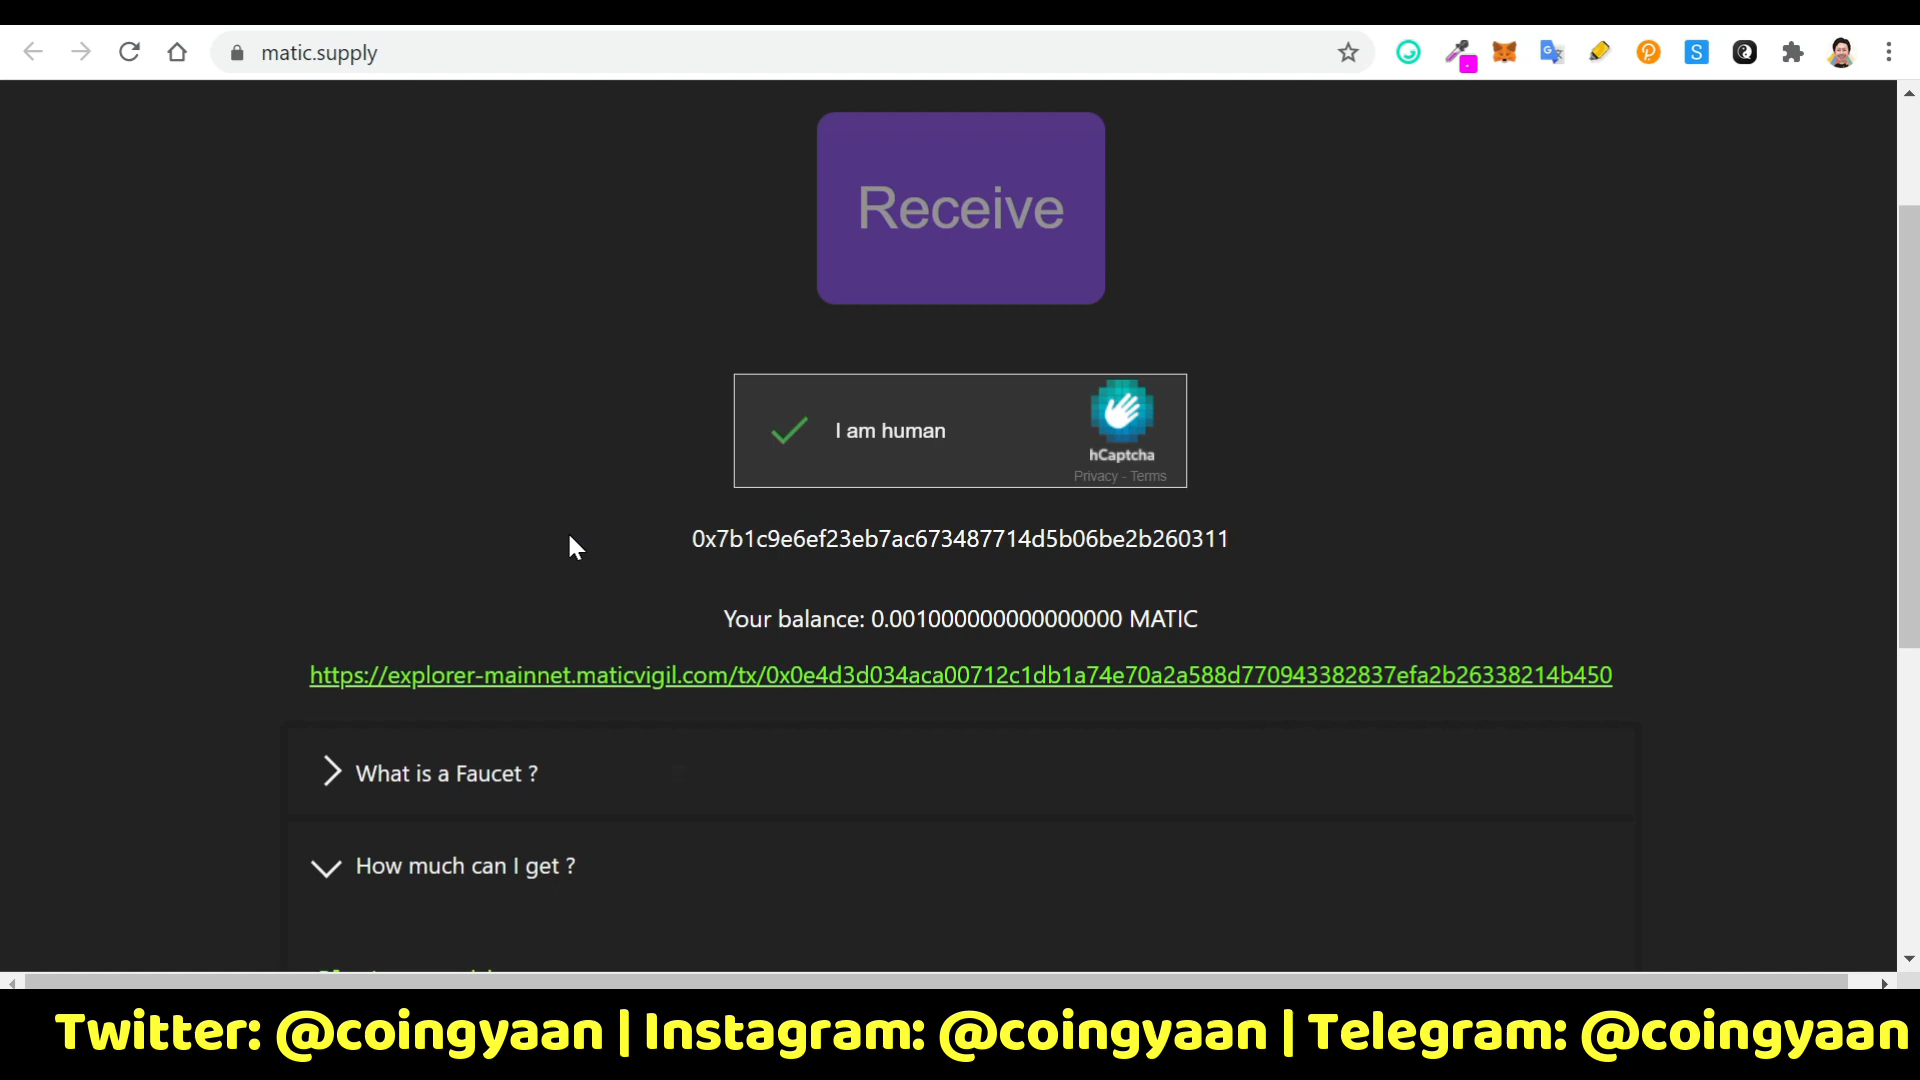 matic.supply
Receive
I am human
hCaptcha
Privacy - Terms
0x7b1c9e6ef23eb7ac673487714d5b06be2b260311
Your balance: 0.001000000000000000 MATIC
https://explorer-mainnet.maticvigil.com/tx/0x0e4d3d034aca00712c1db1a74e70a2a588d770943382837efa2b26338214b450
What is a Faucet ?
How much can I get ?
Twitter: @coingyaan | Instagram: @coingyaan | Telegram: @coingyaan